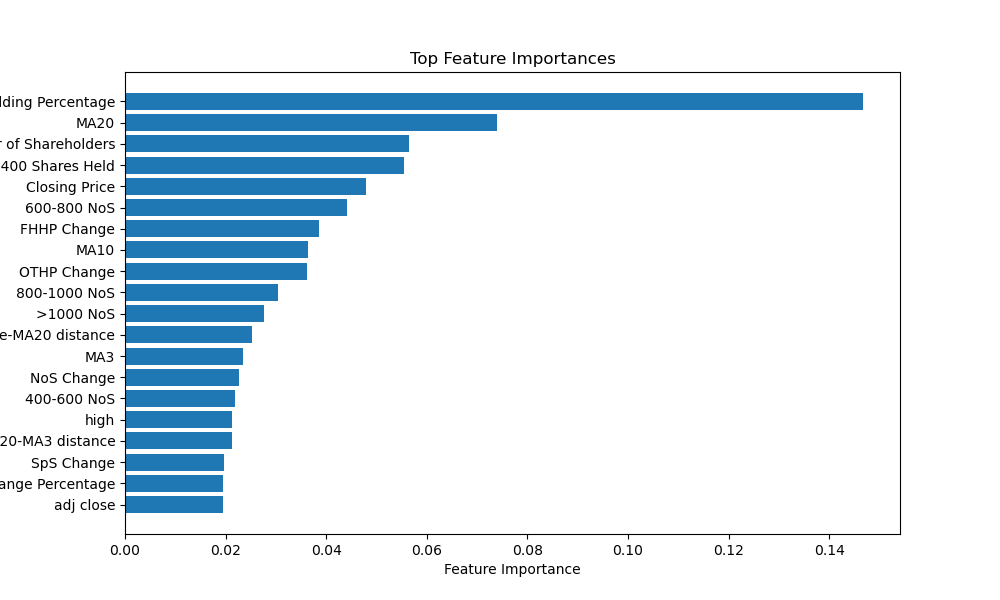 Top Feature Importances
lding Percentage
MA20
r of Shareholders
400 Shares Held
Closing Price
600-800 NoS
FHHP Change
MA10
OTHP Change
800-1000 NoS
>1000 NoS
e-MA20 distance
MA3
NoS Change
400-600 NoS
high
20-MA3 distance
SpS Change
ange Percentage
adj close
0.00 0.02 0.04 0.06 0.08 0.10 0.12 0.14
Feature Importance